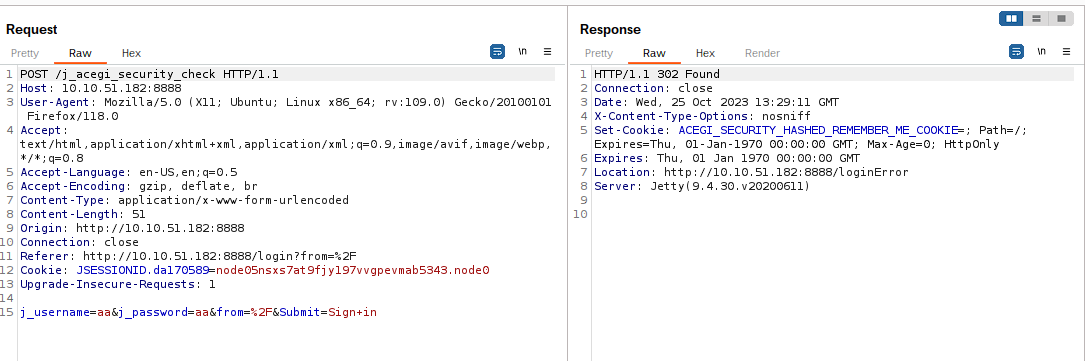 Request
Pretty Raw Hex
\n
1 POST /j_acegi_security_check HTTP/1.1
2 Host: 10.10.51.182:8888
3 User-Agent: Mozilla/5.0 (X11; Ubuntu; Linux x86_64; rv:109.0) Gecko/20100101
Firefox/118.0
4 Accept:
text/html,application/xhtml+xml,application/xml;q=0.9,image/avif,image/webp,
*/*;q=0.8
5 Accept-Language: en-US,en;q=0.5
6 Accept-Encoding: gzip, deflate, br
7 Content-Type: application/x-www-form-urlencoded
8 Content-Length: 51
9 Origin: http://10.10.51.182:8888
10 Connection: close
11 Referer: http://10.10.51.182:8888/login?from=%2F
12 Cookie: JSESSIONID.da170589=node05nsxs7at9fjy197vvgpevmab5343.node0
13 Upgrade-Insecure-Requests: 1
14
15 j_username=aa&j_password=aa&from=%2F&Submit=Sign+in
Response
Pretty Raw Hex Render
\n
1 HTTP/1.1 302 Found
2 Connection: close
3 Date: Wed, 25 Oct 2023 13:29:11 GMT
4 X-Content-Type-Options: nosniff
5 Set-Cookie: ACEGI_SECURITY_HASHED_REMEMBER_ME_COOKIE=; Path=/;
Expires=Thu, 01-Jan-1970 00:00:00 GMT; Max-Age=0; HttpOnly
6 Expires: Thu, 01 Jan 1970 00:00:00 GMT
7 Location: http://10.10.51.182:8888/loginError
8 Server: Jetty(9.4.30.v20200611)
9
10